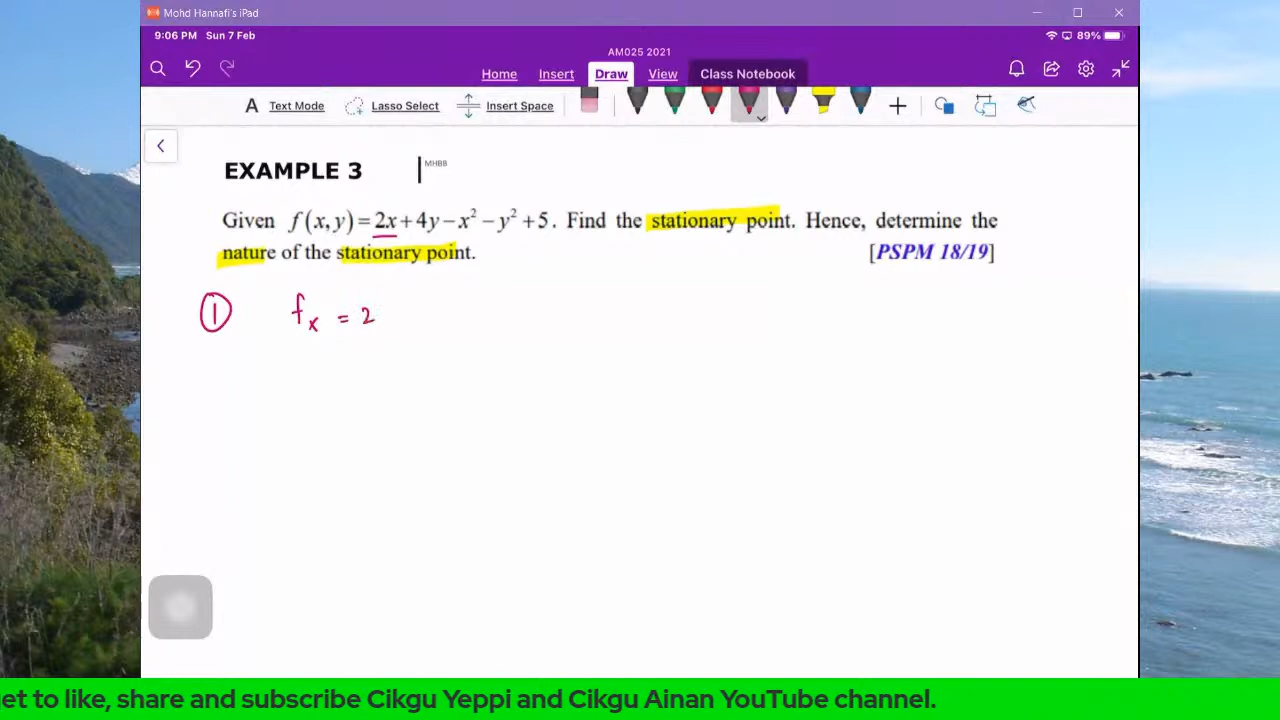 Mohd Hannafi's iPad
9:06 PM Sun 7 Feb
89%
AM025 2021
Home Insert Draw View Class Notebook
A Text Mode Lasso Select Insert Space
EXAMPLE 3
MHBB
Given f(x,y)=2x+4y−x²−y²+5. Find the stationary point. Hence, determine the
nature of the stationary point. [PSPM 18/19]
① fₓ = 2
get to like, share and subscribe Cikgu Yeppi and Cikgu Ainan YouTube channel.